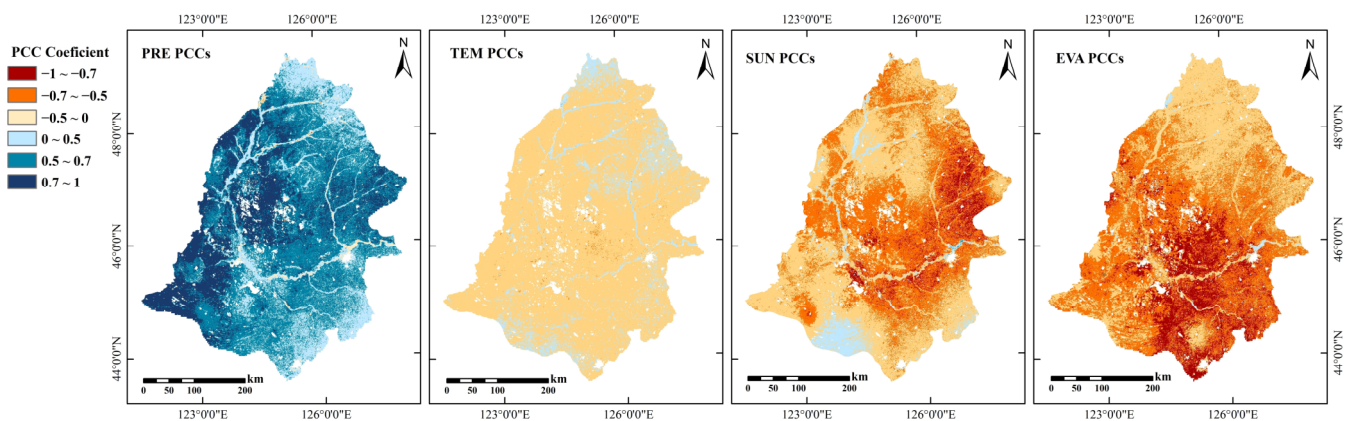 123°0'0"E 126°0'0"E 123°0'0"E 126°0'0"E 123°0'0"E 126°0'0"E 123°0'0"E 126°0'0"E
PCC Coeficient
−1 ~ −0.7
−0.7 ~ −0.5
−0.5 ~ 0
0 ~ 0.5
0.5 ~ 0.7
0.7 ~ 1
PRE PCCs
N
TEM PCCs
N
SUN PCCs
N
EVA PCCs
N
48°0'0"N
46°0'0"N
44°0'0"N
48°0'0"N
46°0'0"N
44°0'0"N
km
0 50 100 200
km
0 50 100 200
km
0 50 100 200
km
0 50 100 200
123°0'0"E 126°0'0"E 123°0'0"E 126°0'0"E 123°0'0"E 126°0'0"E 123°0'0"E 126°0'0"E